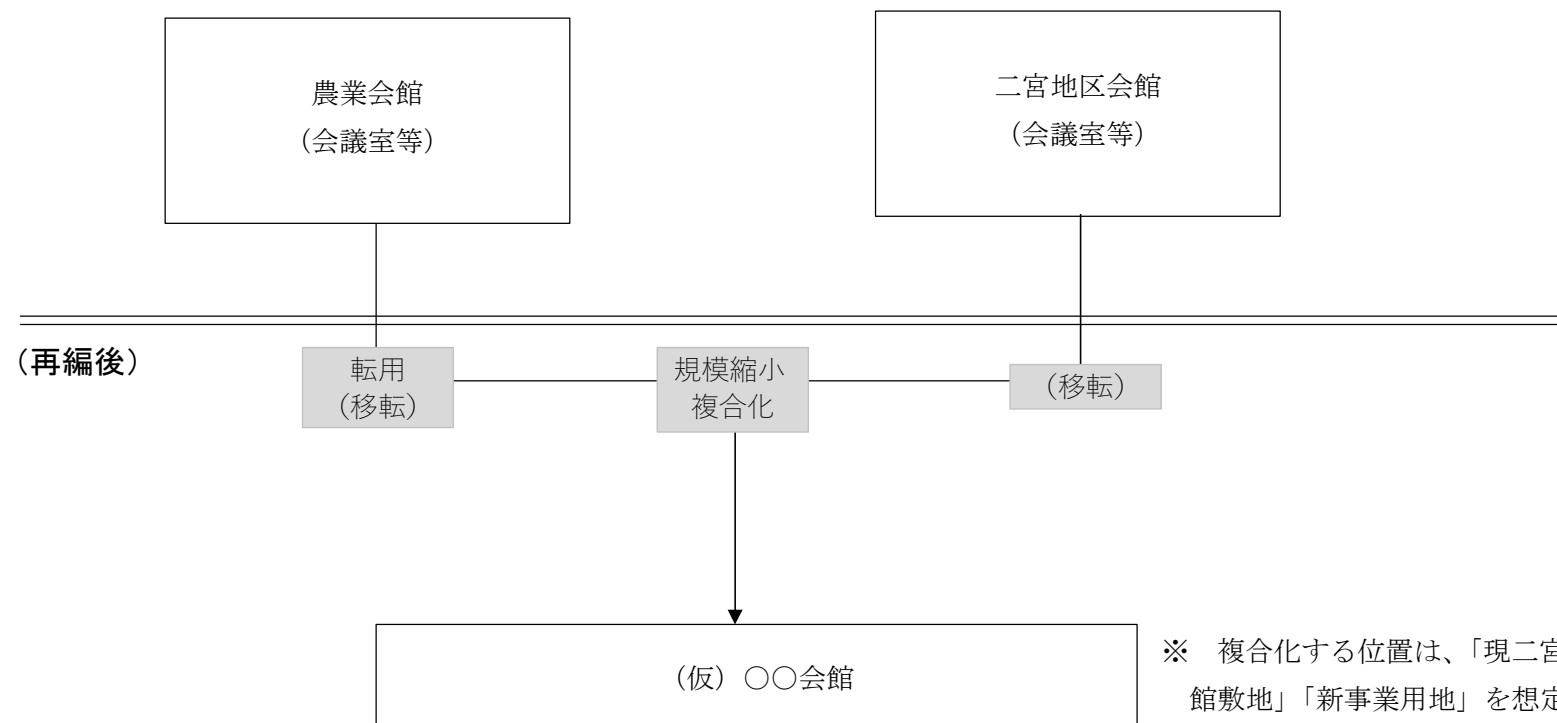 農業会館
（会議室等）
二宮地区会館
（会議室等）
（再編後）
転用
（移転）
規模縮小
複合化
（移転）
（仮）○○会館
※　複合化する位置は、「現二宮
館敷地」「新事業用地」を想定